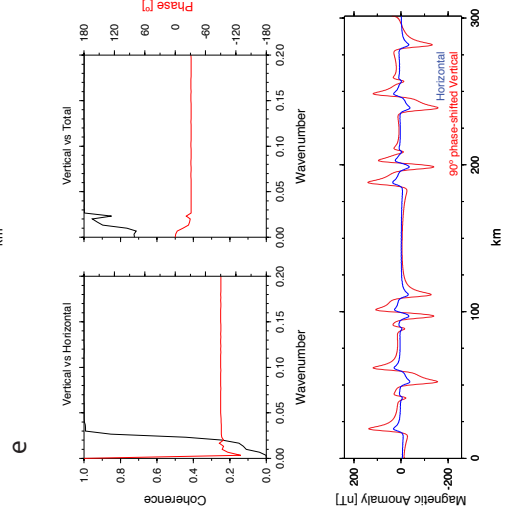 e
km
Vertical vs Horizontal
Coherence
1.0
0.8
0.6
0.4
0.2
0.0
0.00
0.05
0.10
0.15
0.20
Wavenumber
Vertical vs Total
0.00
0.05
0.10
0.15
0.20
Wavenumber
Phase [°]
180
120
60
0
-60
-120
-180
Magnetic Anomaly [nT]
200
0
-200
0
100
200
300
km
Horizontal
90° phase-shifted Vertical